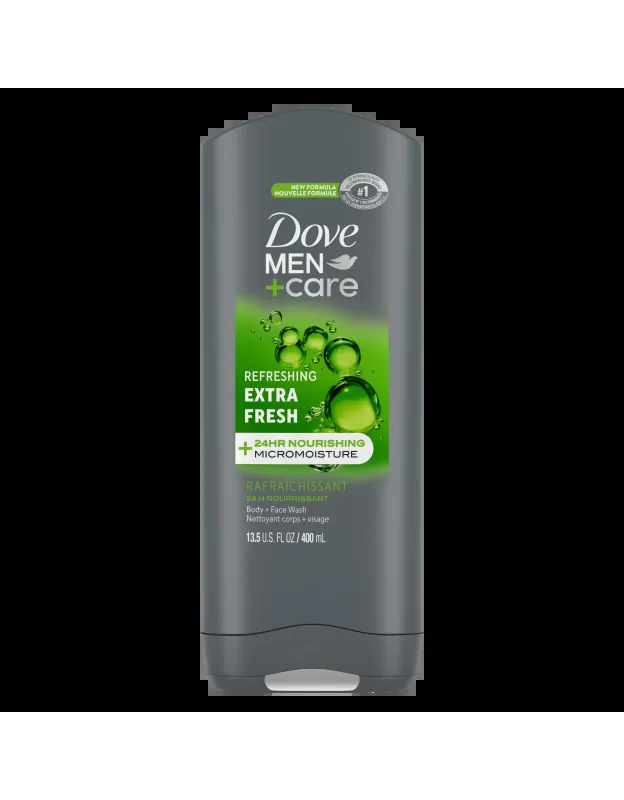 NEW FORMULA
NOUVELLE FORMULE
#1
Dove
MEN
+care
REFRESHING
EXTRA
FRESH
+ 24HR NOURISHING
MICROMOISTURE
RAFRAÎCHISSANT
24 H NOURRISSANT
Body + Face Wash
Nettoyant corps + visage
13.5 U.S. FL OZ / 400 mL